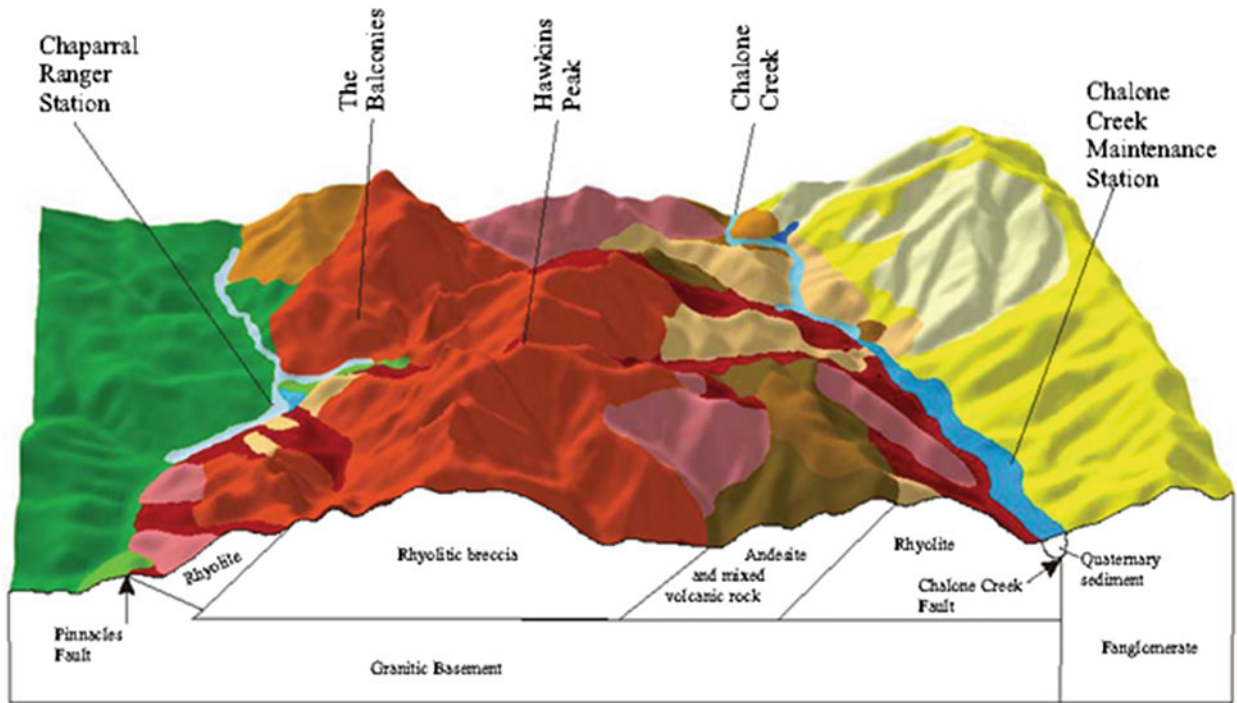 Chaparral
Ranger
Station
The
Balconies
Hawkins
Peak
Chalone
Creek
Chalone
Creek
Maintenance
Station
Rhyolite
Rhyolitic breccia
Andesite
and mixed
volcanic rock
Rhyolite
Chalone Creek
Fault
Quaternary
sediment
Pinnacles
Fault
Granitic Basement
Fanglomerate